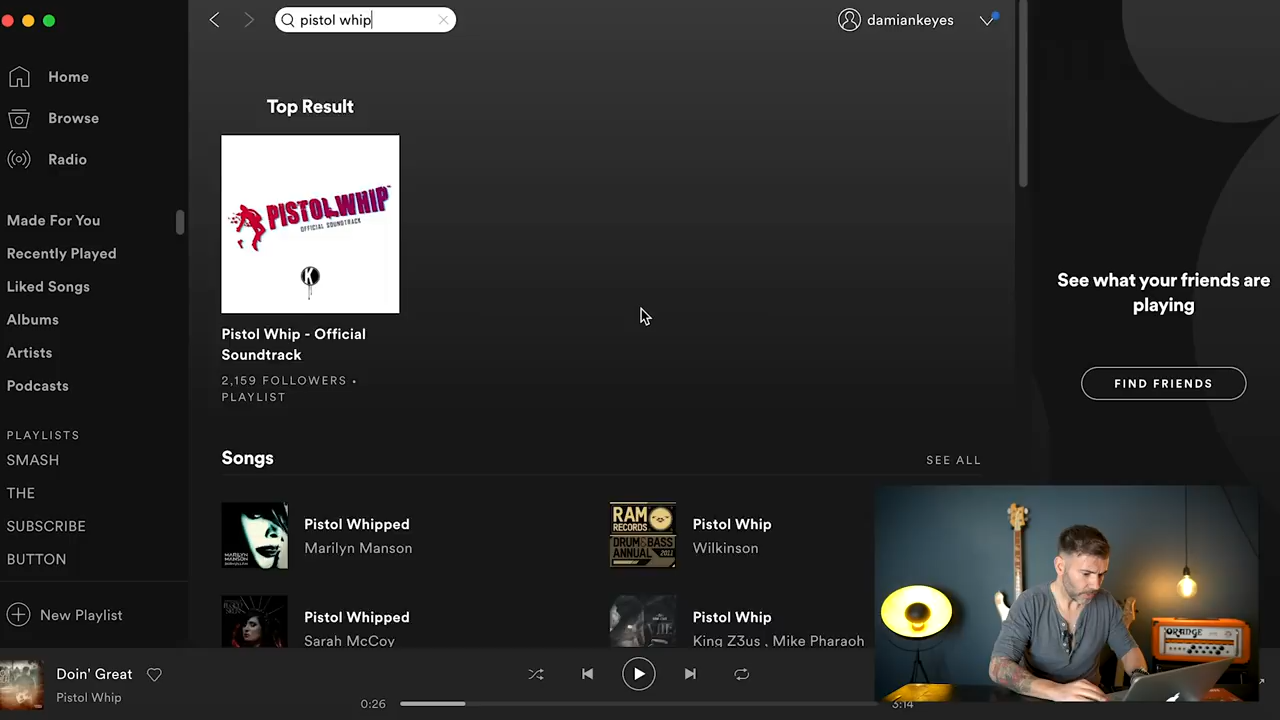 pistol whip
damiankeyes
Home
Browse
Radio
Made For You
Recently Played
Liked Songs
Albums
Artists
Podcasts
PLAYLISTS
SMASH
THE
SUBSCRIBE
BUTTON
New Playlist
Top Result
PISTOL WHIP™
OFFICIAL SOUNDTRACK
K
Pistol Whip - Official
Soundtrack
2,159 FOLLOWERS •
PLAYLIST
Songs
SEE ALL
MARILYN MANSON
Pistol Whipped
Marilyn Manson
RAM
RECORDS
DRUM & BASS
ANNUAL 2013
Pistol Whip
Wilkinson
Pistol Whipped
Sarah McCoy
Pistol Whip
King Z3us , Mike Pharaoh
See what your friends are
playing
FIND FRIENDS
ORANGE
Doin' Great
Pistol Whip
0:26
3:14